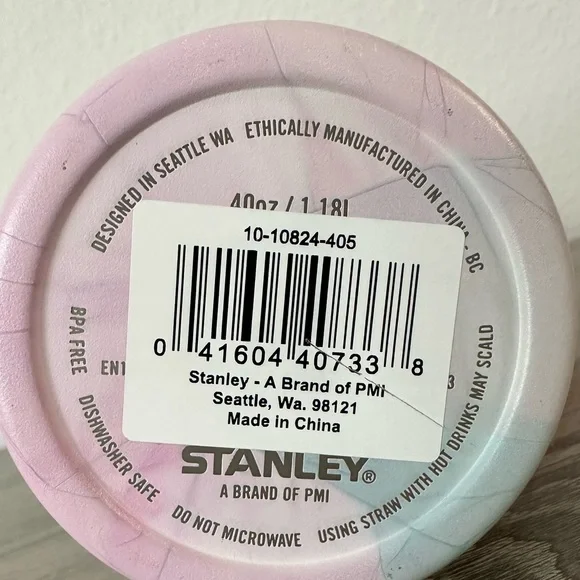 DESIGNED IN SEATTLE WA ETHICALLY MANUFACTURED IN CHINA BC
40oz / 1.18L
10-10824-405
0 41604 40733 8
Stanley - A Brand of PMI
Seattle, Wa. 98121
Made in China
STANLEY®
A BRAND OF PMI
BPA FREE DISHWASHER SAFE DO NOT MICROWAVE USING STRAW WITH HOT DRINKS MAY SCALD